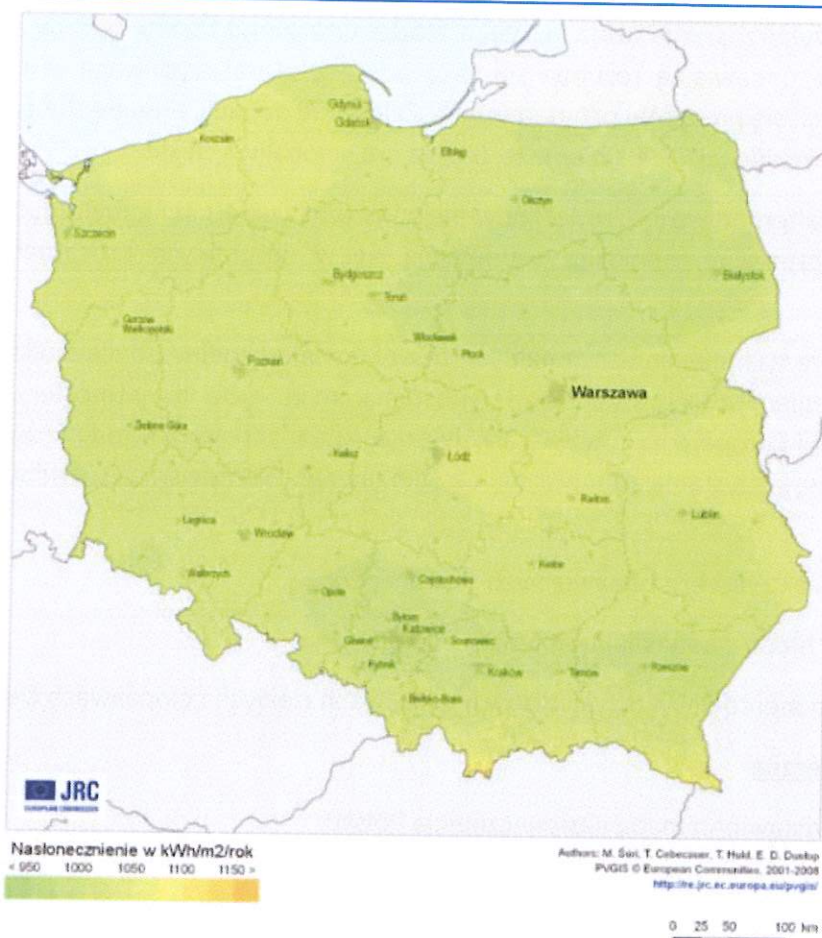 Gdynia
Gdańsk
Koszalin
Elbląg
Olsztyn
Szczecin
Białystok
Bydgoszcz
Toruń
Gorzów
Wielkopolski
Włocławek
Płock
Poznań
Warszawa
Zielona Góra
Kalisz
Łódź
Radom
Legnica
Lublin
Wrocław
Kielce
Wałbrzych
Częstochowa
Opole
Bytom
Katowice
Gliwice Sosnowiec
Rybnik
Kraków
Tarnów
Rzeszów
Bielsko-Biała
JRC
EUROPEAN COMMISSION
Nasłonecznienie w kWh/m2/rok
< 950 1000 1050 1100 1150 >
Authors: M. Šúri, T. Cebecauer, T. Huld, E. D. Dunlop
PVGIS © European Communities, 2001-2008
http://re.jrc.ec.europa.eu/pvgis/
0 25 50 100 km